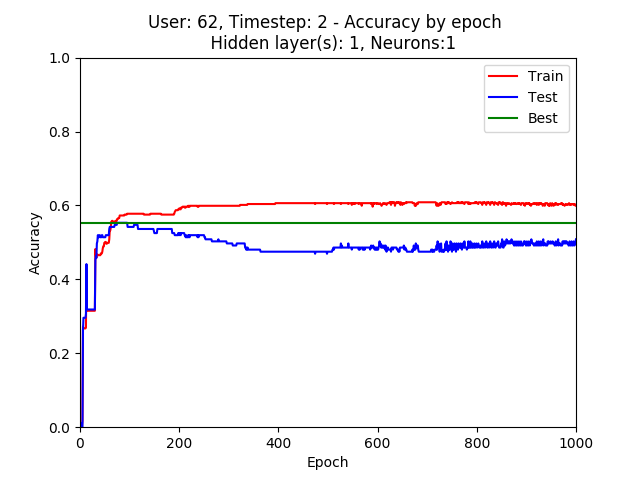 User: 62, Timestep: 2 - Accuracy by epoch
Hidden layer(s): 1, Neurons:1
1.0
0.8
0.6
0.4
0.2
0.0
Accuracy
Train
Test
Best
0 200 400 600 800 1000
Epoch